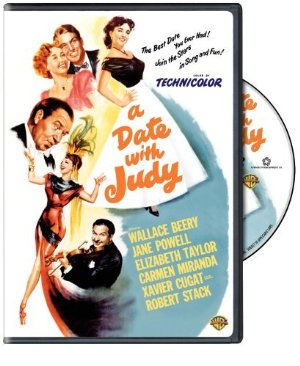 The Best Date
You Ever Had!
Join the Stars
in Song and Fun!
COLOR BY
TECHNICOLOR
a
Date
with
Judy
WALLACE BEERY
JANE POWELL
ELIZABETH TAYLOR
CARMEN MIRANDA
XAVIER CUGAT
ROBERT STACK